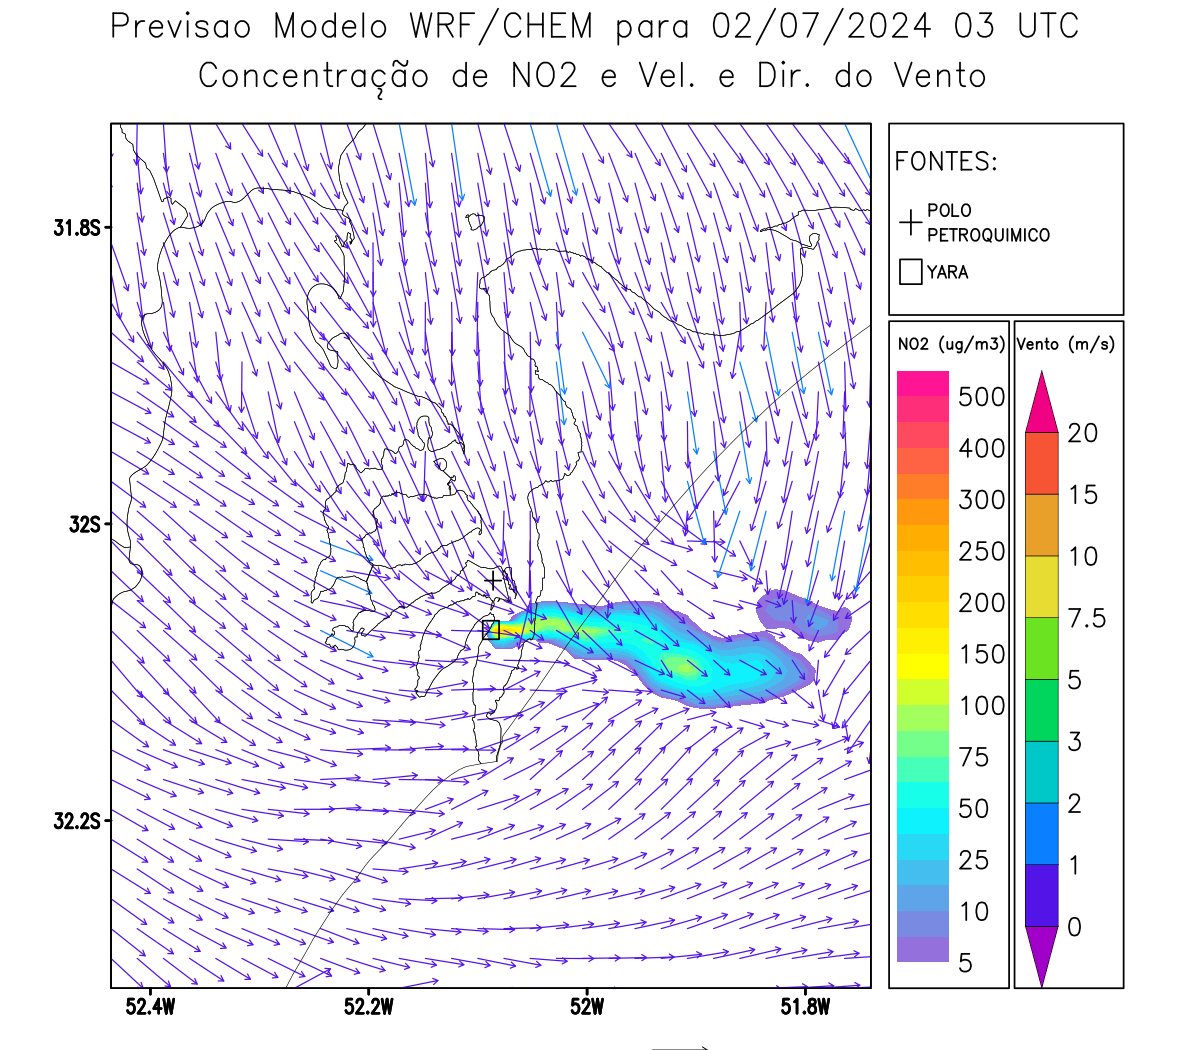 Previsao Modelo WRF/CHEM para 02/07/2024 03 UTC
Concentração de NO2 e Vel. e Dir. do Vento
FONTES:
POLO
PETROQUIMICO
YARA
NO2 (ug/m3)
500
400
300
250
200
150
100
75
50
25
10
5
Vento (m/s)
20
15
10
7.5
5
3
2
1
0
31.8S
32S
32.2S
52.4W
52.2W
52W
51.8W